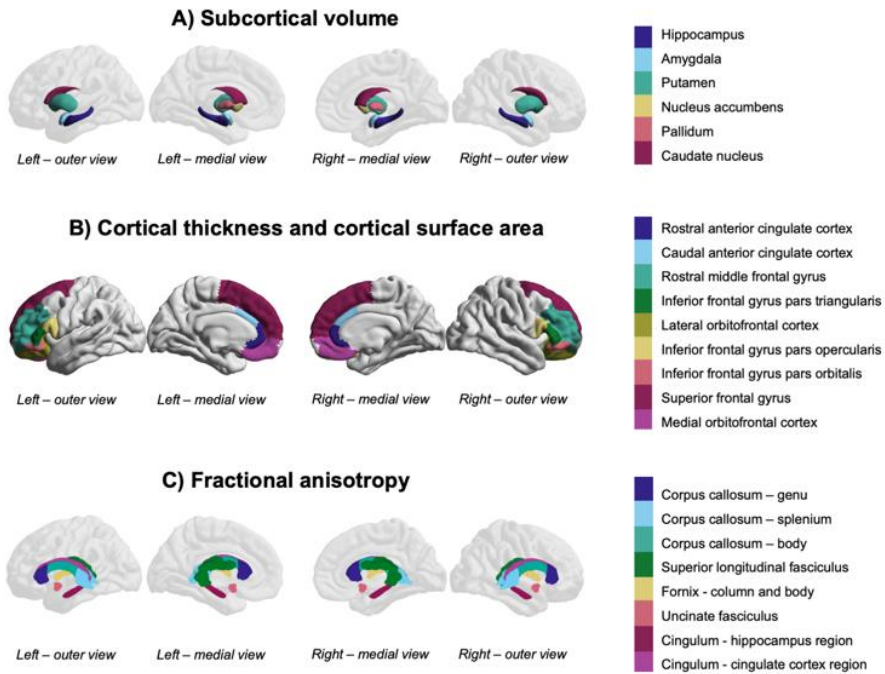 A) Subcortical volume
Left – outer view
Left – medial view
Right – medial view
Right – outer view
Hippocampus
Amygdala
Putamen
Nucleus accumbens
Pallidum
Caudate nucleus
B) Cortical thickness and cortical surface area
Left – outer view
Left – medial view
Right – medial view
Right – outer view
Rostral anterior cingulate cortex
Caudal anterior cingulate cortex
Rostral middle frontal gyrus
Inferior frontal gyrus pars triangularis
Lateral orbitofrontal cortex
Inferior frontal gyrus pars opercularis
Inferior frontal gyrus pars orbitalis
Superior frontal gyrus
Medial orbitofrontal cortex
C) Fractional anisotropy
Left – outer view
Left – medial view
Right – medial view
Right – outer view
Corpus callosum – genu
Corpus callosum – splenium
Corpus callosum – body
Superior longitudinal fasciculus
Fornix - column and body
Uncinate fasciculus
Cingulum - hippocampus region
Cingulum - cingulate cortex region